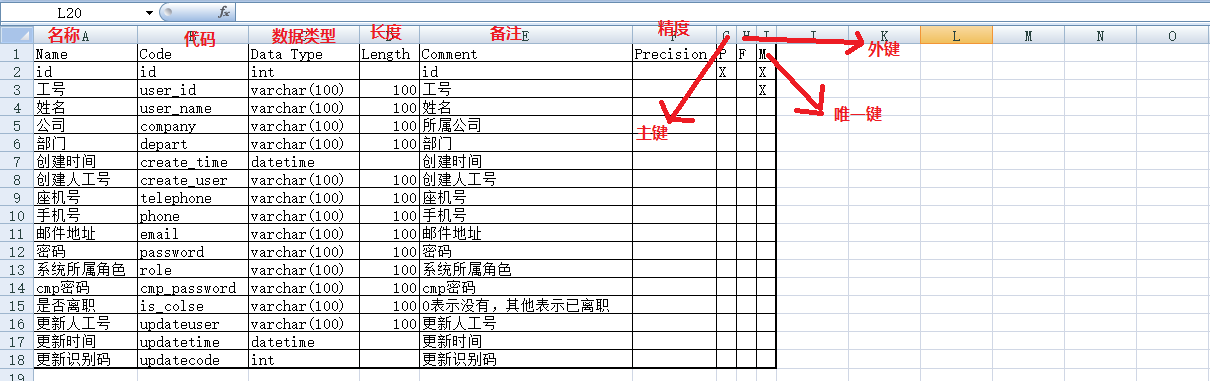 L20 fx
A B C D E F G H I J K L M N O
名称 代码 数据类型 长度 备注 精度
1 Name Code Data Type Length Comment Precision P F M
外键
2 id id int id X X
3 工号 user_id varchar(100) 100 工号 X
4 姓名 user_name varchar(100) 100 姓名
唯一键
5 公司 company varchar(100) 100 所属公司
主键
6 部门 depart varchar(100) 100 部门
7 创建时间 create_time datetime 创建时间
8 创建人工号 create_user varchar(100) 100 创建人工号
9 座机号 telephone varchar(100) 100 座机号
10 手机号 phone varchar(100) 100 手机号
11 邮件地址 email varchar(100) 100 邮件地址
12 密码 password varchar(100) 100 密码
13 系统所属角色 role varchar(100) 100 系统所属角色
14 cmp密码 cmp_password varchar(100) 100 cmp密码
15 是否离职 is_colse varchar(100) 100 0表示没有，其他表示已离职
16 更新人工号 updateuser varchar(100) 100 更新人工号
17 更新时间 updatetime datetime 更新时间
18 更新识别码 updatecode int 更新识别码
19